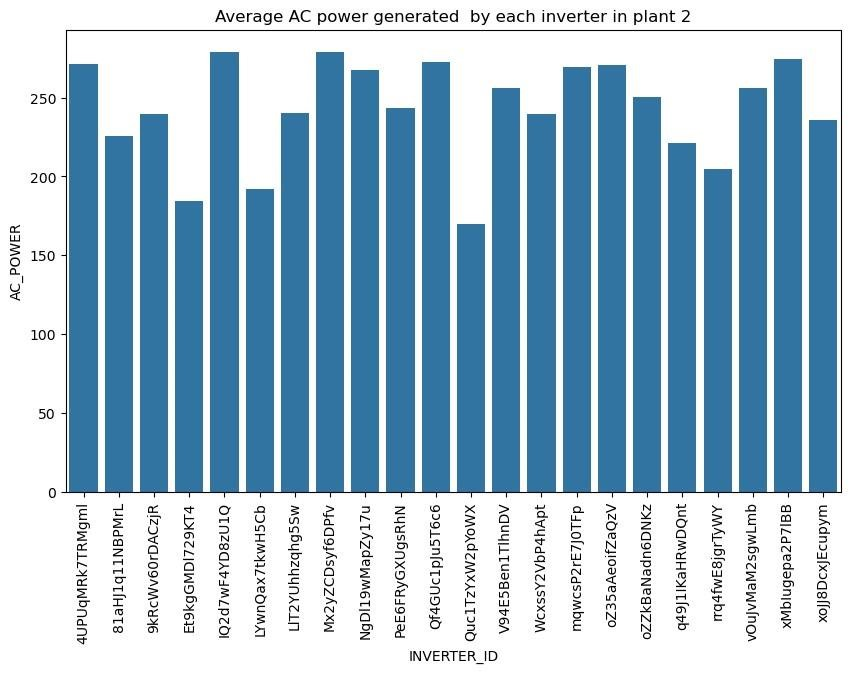 Average AC power generated  by each inverter in plant 2
AC_POWER
250
200
150
100
50
0
4UPUqMRk7TRMgml
81aHJ1q11NBPMrL
9kRcWv60rDACzjR
Et9kgGMDl729KT4
IQ2d7wF4YD8zU1Q
LYwnQax7tkwH5Cb
LlT2YUhhzqhg5Sw
Mx2yZCDsyf6DPfv
NgDl19wMapZy17u
PeE6FRyGXUgsRhN
Qf4GUc1pJu5T6c6
Quc1TzYxW2pYoWX
V94E5Ben1TlhnDV
WcxssY2VbP4hApt
mqwcsP2rE7J0TFp
oZ35aAeoifZaQzV
oZZkBaNadn6DNKz
q49J1IKaHRwDQnt
rrq4fwE8jgrTyWY
vOuJvMaM2sgwLmb
xMbIugepa2P7lBB
xoJJ8DcxJEcupym
INVERTER_ID